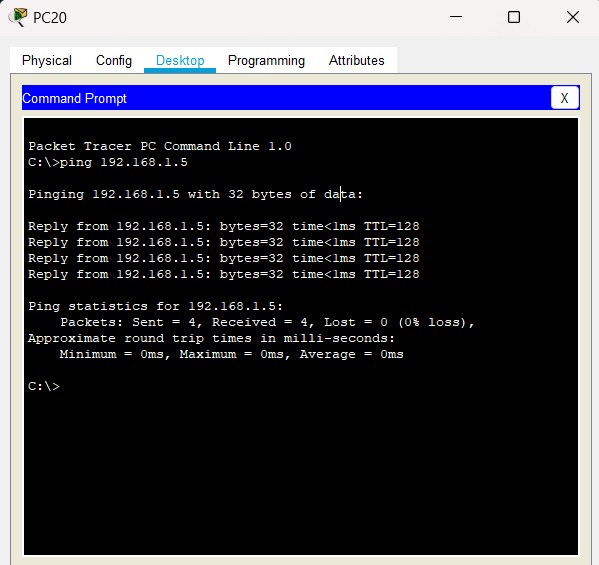 PC20
Physical Config Desktop Programming Attributes
Command Prompt
X
Packet Tracer PC Command Line 1.0
C:\>ping 192.168.1.5
Pinging 192.168.1.5 with 32 bytes of data:
Reply from 192.168.1.5: bytes=32 time<1ms TTL=128
Reply from 192.168.1.5: bytes=32 time<1ms TTL=128
Reply from 192.168.1.5: bytes=32 time<1ms TTL=128
Reply from 192.168.1.5: bytes=32 time<1ms TTL=128
Ping statistics for 192.168.1.5:
    Packets: Sent = 4, Received = 4, Lost = 0 (0% loss),
Approximate round trip times in milli-seconds:
    Minimum = 0ms, Maximum = 0ms, Average = 0ms
C:\>